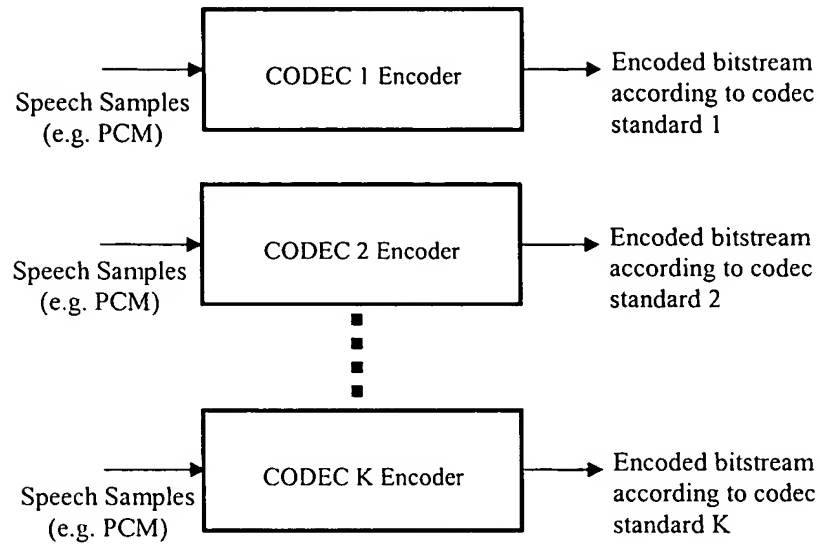 CODEC 1 Encoder
Encoded bitstream
according to codec
standard 1
Speech Samples
(e.g. PCM)
CODEC 2 Encoder
Encoded bitstream
according to codec
standard 2
Speech Samples
(e.g. PCM)
CODEC K Encoder
Encoded bitstream
according to codec
standard K
Speech Samples
(e.g. PCM)